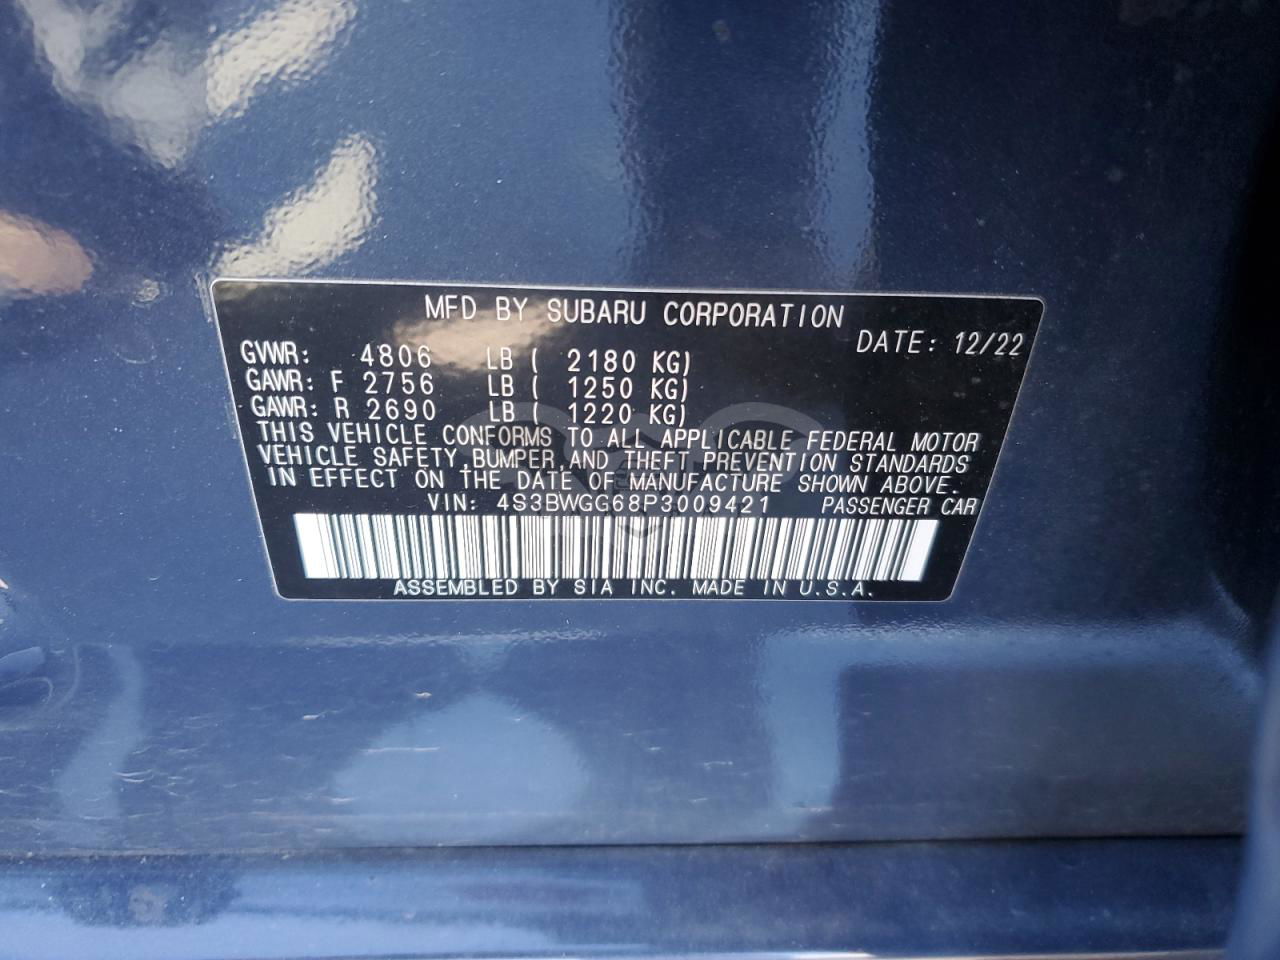 MFD BY SUBARU CORPORATION
DATE: 12/22
GVWR: 4806 LB ( 2180 KG)
GAWR: F 2756 LB ( 1250 KG)
GAWR: R 2690 LB ( 1220 KG)
THIS VEHICLE CONFORMS TO ALL APPLICABLE FEDERAL MOTOR
VEHICLE SAFETY,BUMPER,AND THEFT PREVENTION STANDARDS
IN EFFECT ON THE DATE OF MANUFACTURE SHOWN ABOVE.
VIN: 4S3BWGG68P3009421 PASSENGER CAR
ASSEMBLED BY SIA INC. MADE IN U.S.A.